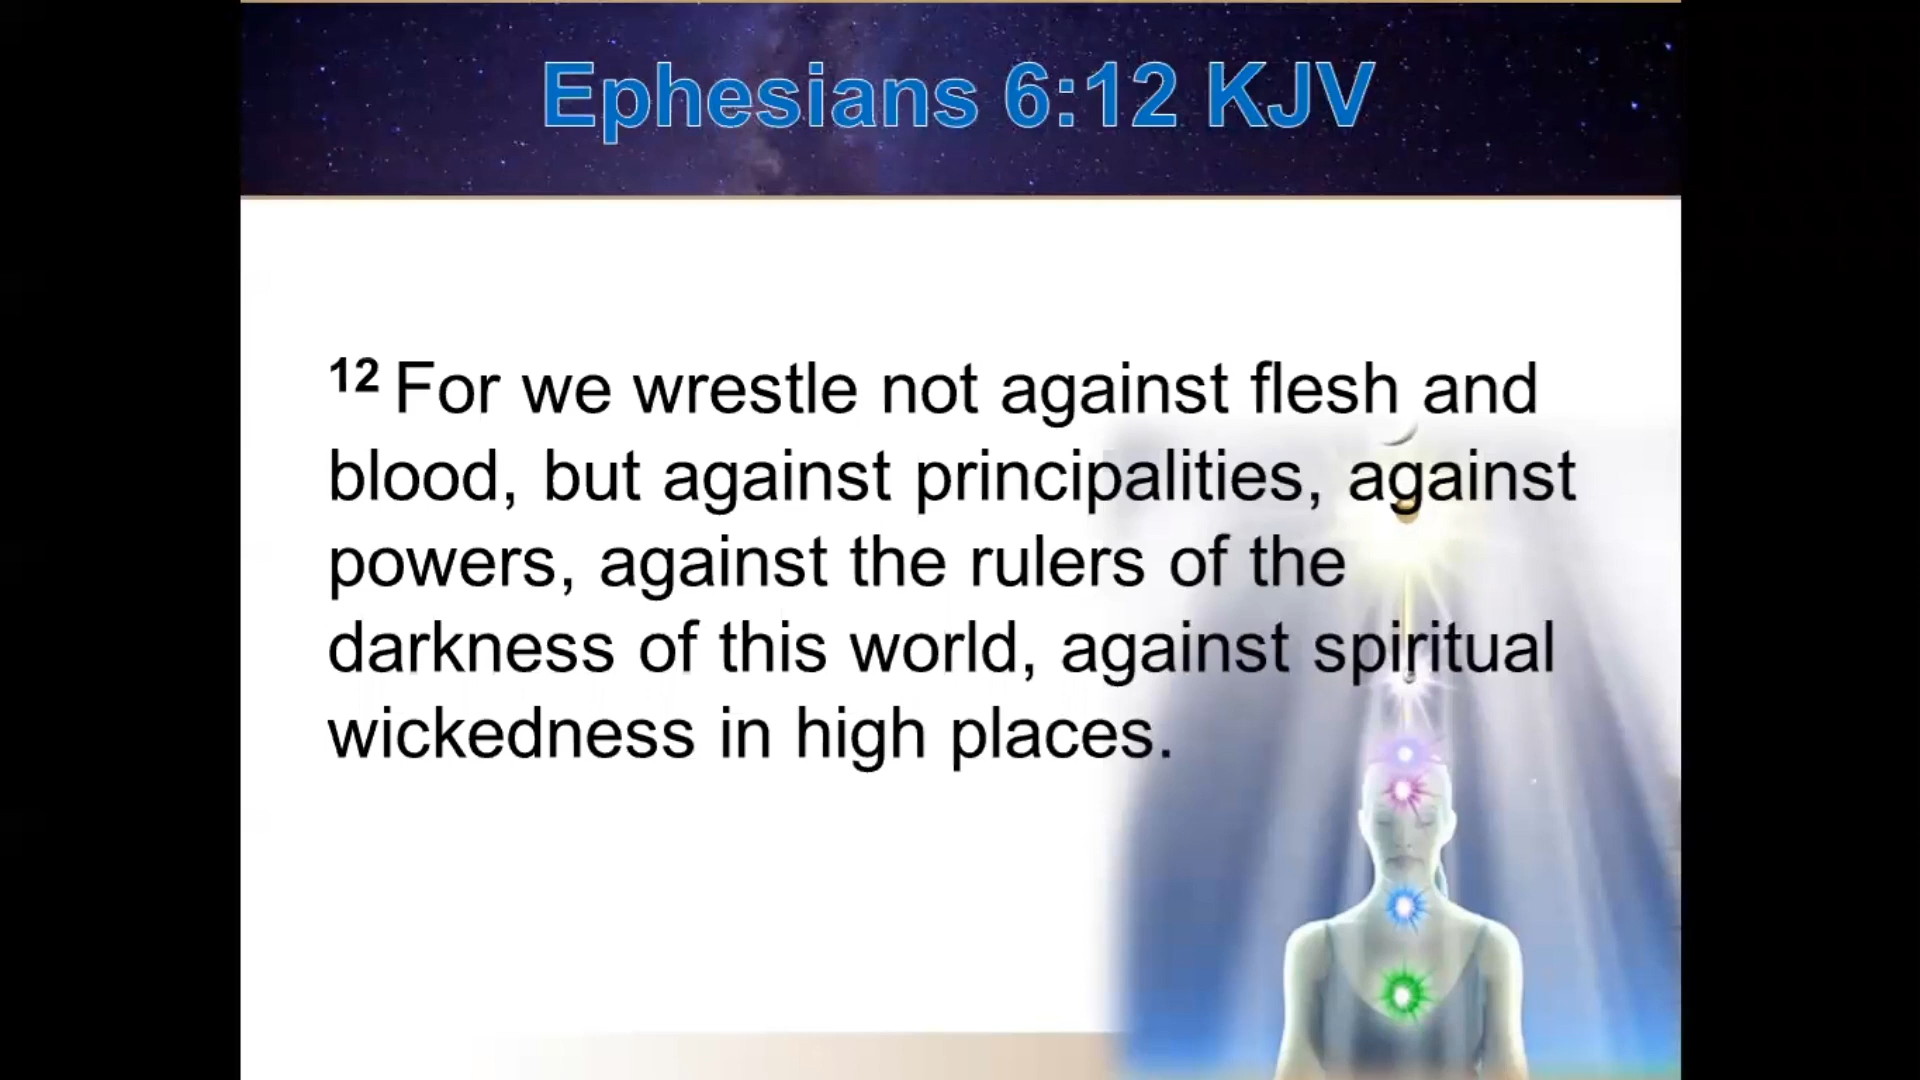 Ephesians 6:12 KJV
12 For we wrestle not against flesh and
blood, but against principalities, against
powers, against the rulers of the
darkness of this world, against spiritual
wickedness in high places.